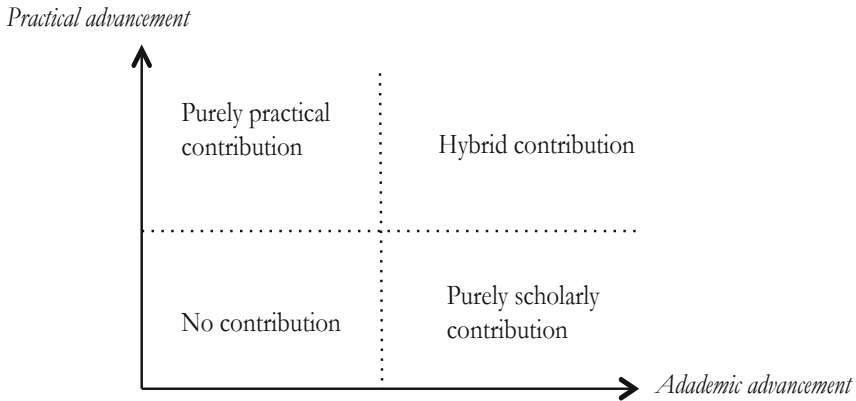 Practical advancement
Purely practical
contribution
Hybrid contribution
No contribution
Purely scholarly
contribution
Adademic advancement